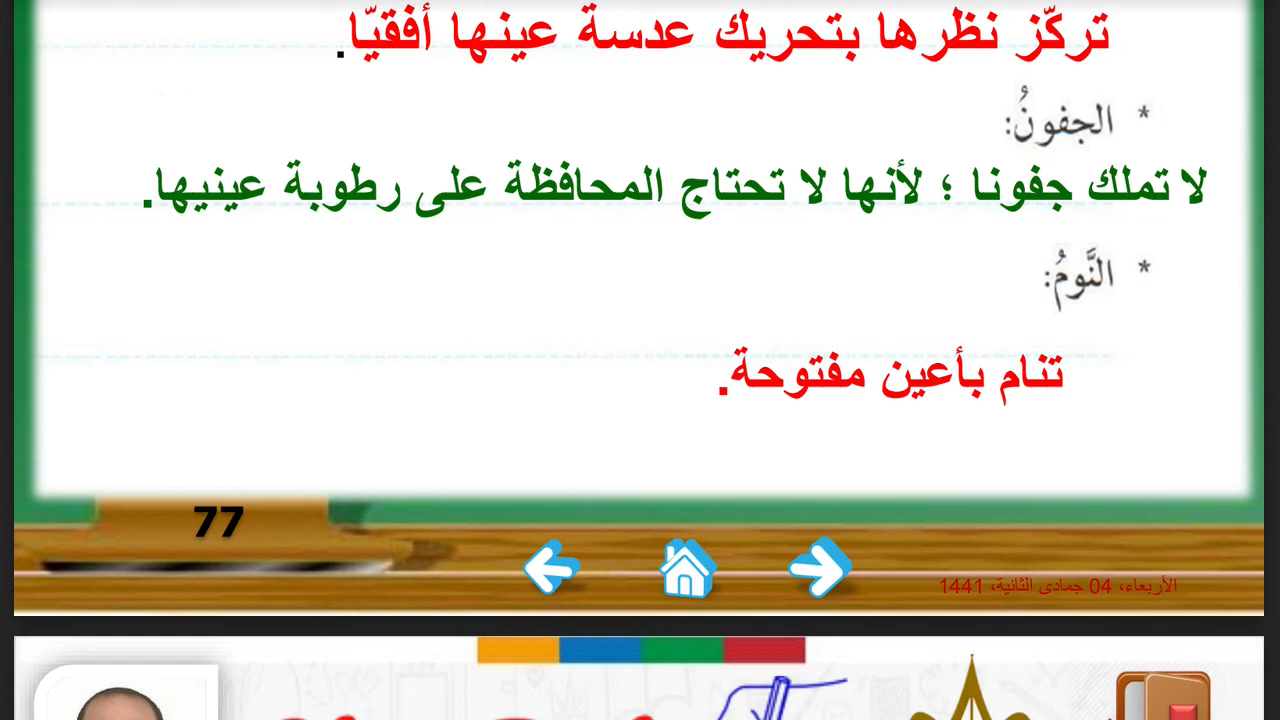 تركّز نظرها بتحريك عدسة عينها أفقيّا.
* الجفونُ:
لا تملك جفونا ؛ لأنها لا تحتاج المحافظة على رطوبة عينيها.
* النَّومُ:
تنام بأعين مفتوحة.
77
الأربعاء، 04 جمادى الثانية، 1441